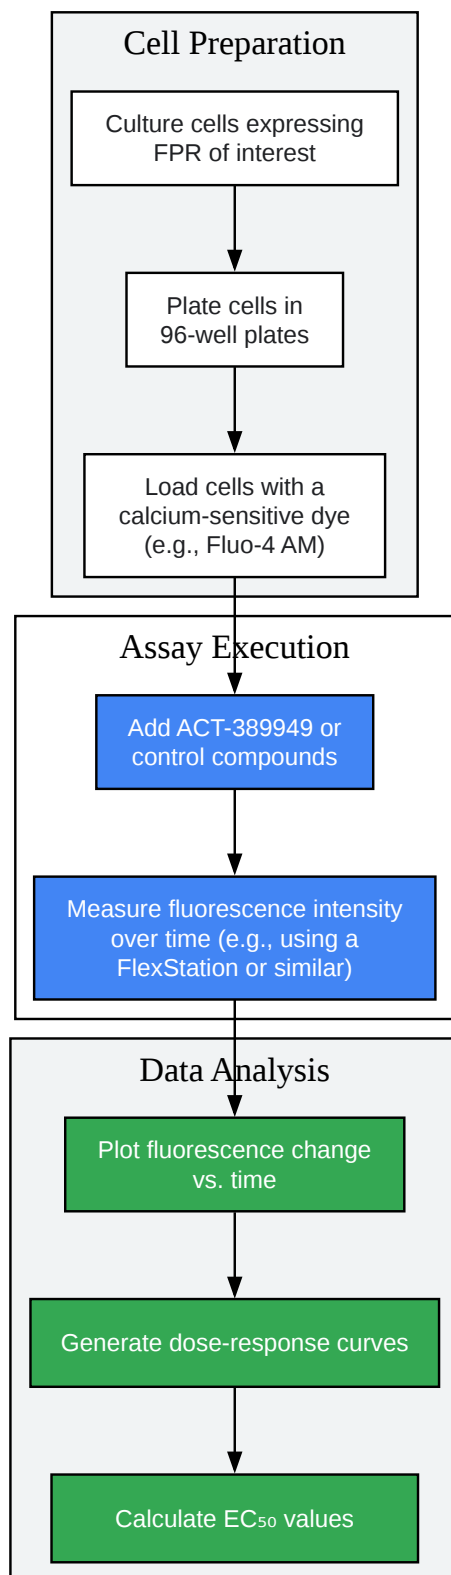 Cell Preparation
Culture cells expressing
FPR of interest
Plate cells in
96-well plates
Load cells with a
calcium-sensitive dye
(e.g., Fluo-4 AM)
Assay Execution
Add ACT-389949 or
control compounds
Measure fluorescence intensity
over time (e.g., using a
FlexStation or similar)
Data Analysis
Plot fluorescence change
vs. time
Generate dose-response curves
Calculate EC₅₀ values